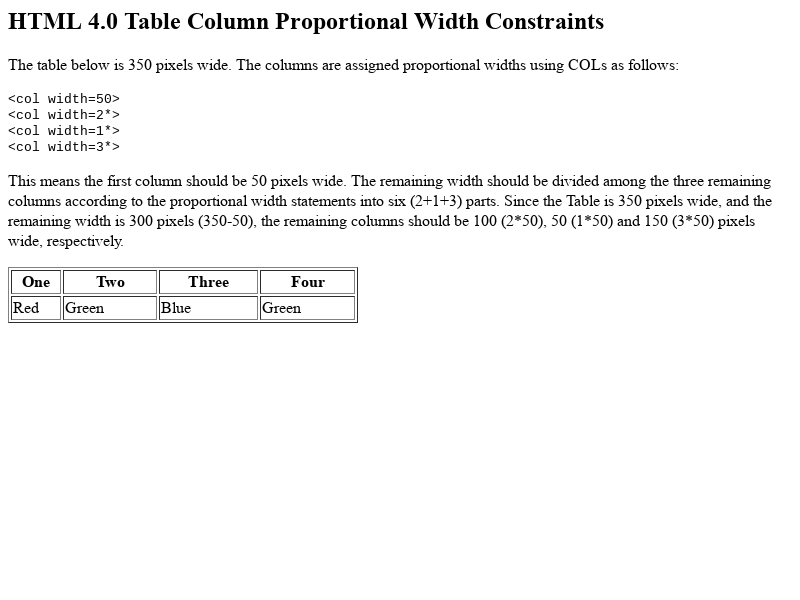 HTML 4.0 Table Column Proportional Width Constraints
The table below is 350 pixels wide. The columns are assigned proportional widths using COLs as follows:
<col width=50>
<col width=2*>
<col width=1*>
<col width=3*>
This means the first column should be 50 pixels wide. The remaining width should be divided among the three remaining
columns according to the proportional width statements into six (2+1+3) parts. Since the Table is 350 pixels wide, and the
remaining width is 300 pixels (350-50), the remaining columns should be 100 (2*50), 50 (1*50) and 150 (3*50) pixels
wide, respectively.
One Two Three Four
Red Green Blue Green